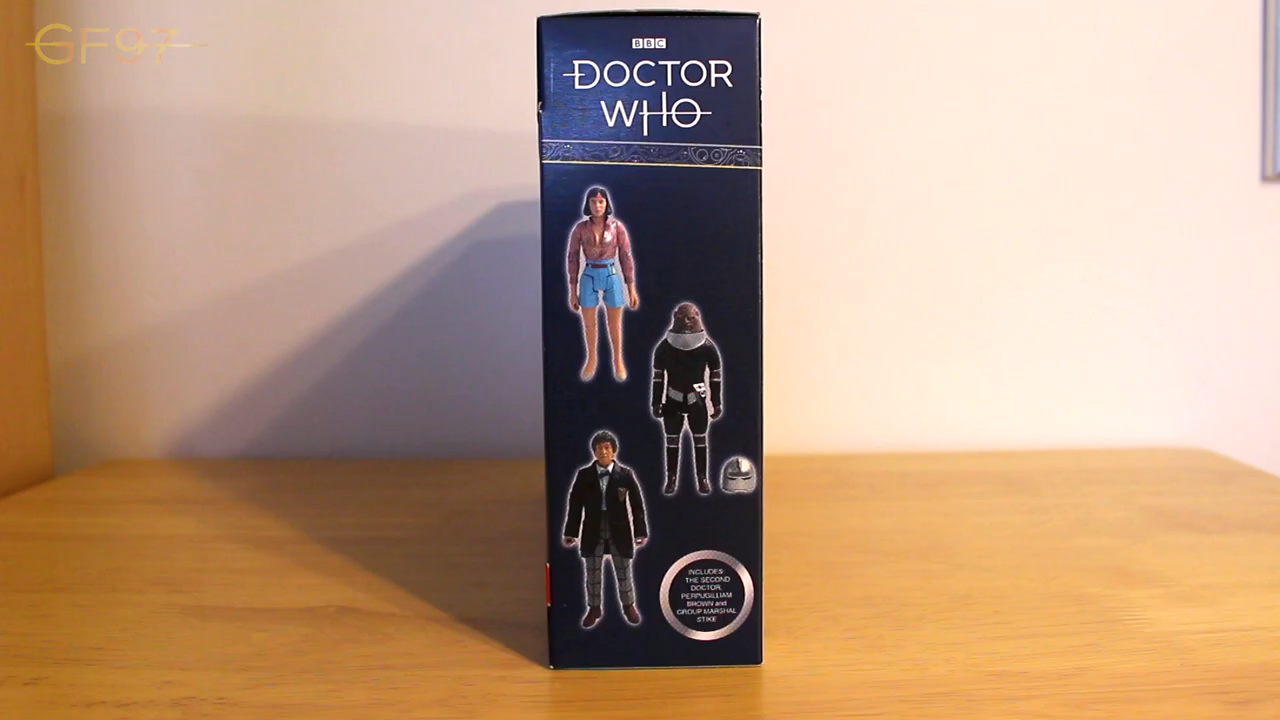 GF97
BBC
DOCTOR
WHO
INCLUDES
THE SECOND
DOCTOR,
PERPUGILLIAM
BROWN and
GROUP MARSHAL
STIKE